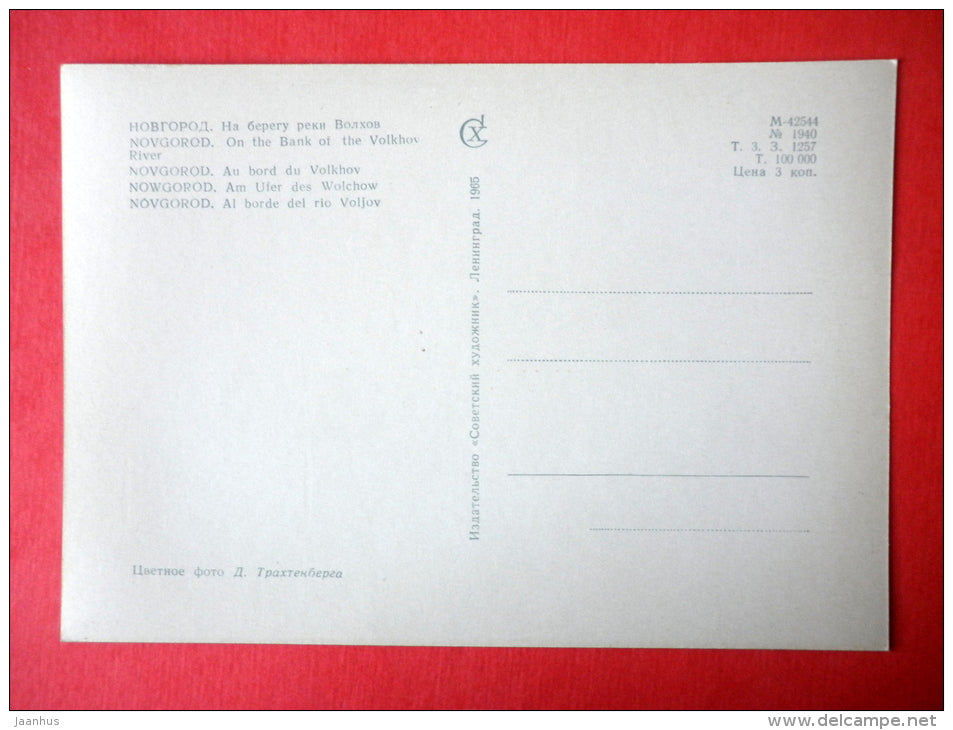 НОВГОРОД. На берегу реки Волхов
NOVGOROD. On the Bank of the Volkhov
River
NOVGOROD. Au bord du Volkhov
NOWGOROD. Am Ufer des Wolchow
NOVGOROD. Al borde del rio Voljov
СХ
М-42544
№ 1940
Т. 3. З. 1257
Т. 100 000
Цена 3 коп.
Издательство «Советский художник». Ленинград. 1965
Цветное фото Д. Трахтенберга
Jaanhus
www.delcampe.net